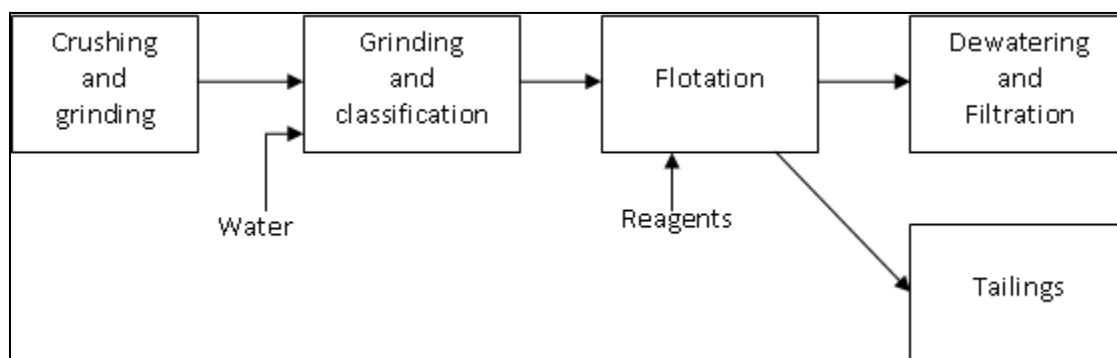 Crushing
and
grinding
Grinding
and
classification
Flotation
Dewatering
and
Filtration
Water
Reagents
Tailings